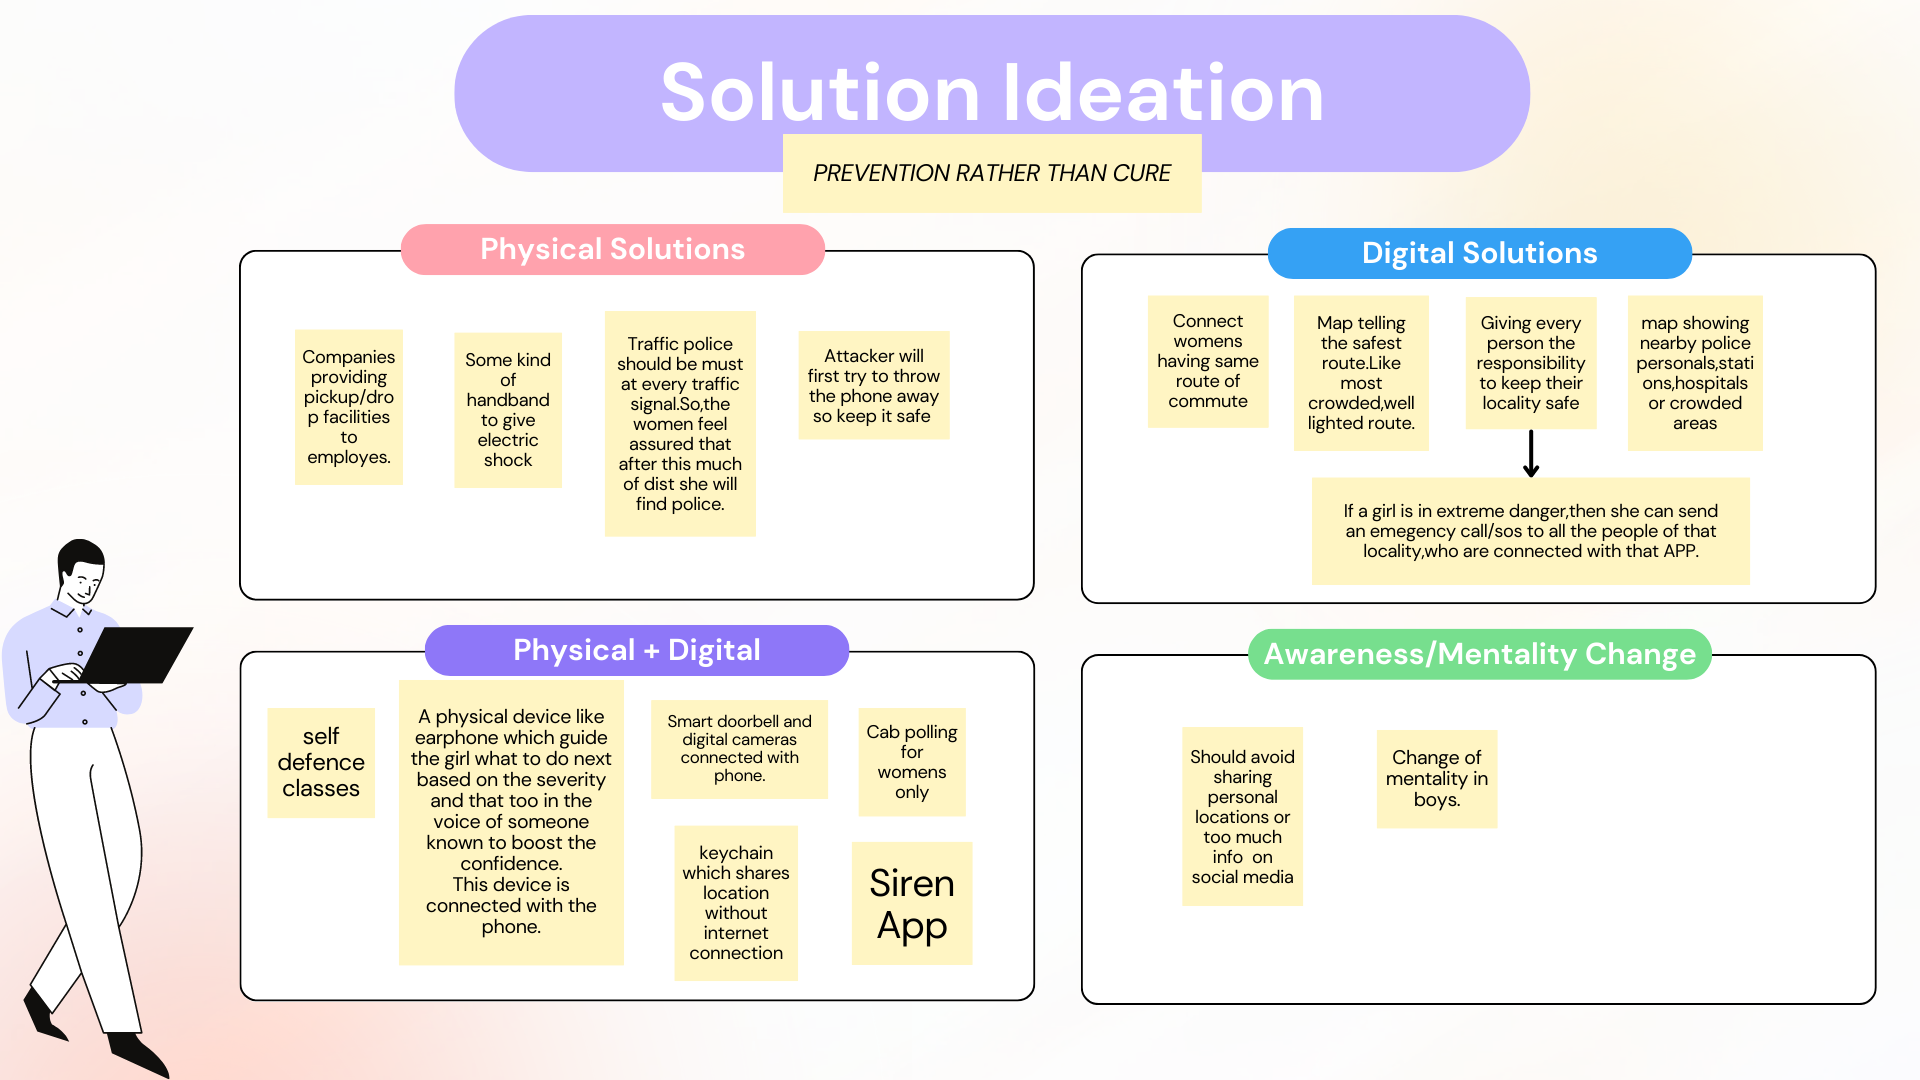 Solution Ideation
PREVENTION RATHER THAN CURE
Physical Solutions
Companies
providing
pickup/dro
p facilities
to
employes.
Some kind
of
handband
to give
electric
shock
Traffic police
should be must
at every traffic
signal.So,the
women feel
assured that
after this much
of dist she will
find police.
Attacker will
first try to throw
the phone away
so keep it safe
Digital Solutions
Connect
womens
having same
route of
commute
Map telling
the safest
route.Like
most
crowded,well
lighted route.
Giving every
person the
responsibility
to keep their
locality safe
map showing
nearby police
personals,stati
ons,hospitals
or crowded
areas
If a girl is in extreme danger,then she can send
an emegency call/sos to all the people of that
locality,who are connected with that APP.
Physical + Digital
self
defence
classes
A physical device like
earphone which guide
the girl what to do next
based on the severity
and that too in the
voice of someone
known to boost the
confidence.
This device is
connected with the
phone.
Smart doorbell and
digital cameras
connected with
phone.
Cab polling
for
womens
only
keychain
which shares
location
without
internet
connection
Siren
App
Awareness/Mentality Change
Should avoid
sharing
personal
locations or
too much
info  on
social media
Change of
mentality in
boys.